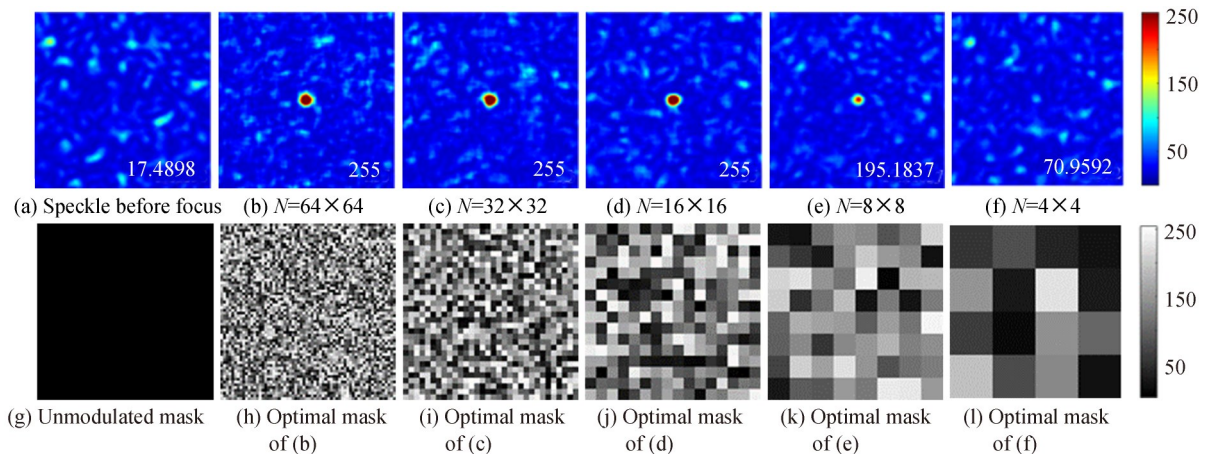 250
150
50
17.4898
255
255
255
195.1837
70.9592
(a) Speckle before focus
(b) N=64×64
(c) N=32×32
(d) N=16×16
(e) N=8×8
(f) N=4×4
250
150
50
(g) Unmodulated mask
(h) Optimal mask
of (b)
(i) Optimal mask
of (c)
(j) Optimal mask
of (d)
(k) Optimal mask
of (e)
(l) Optimal mask
of (f)